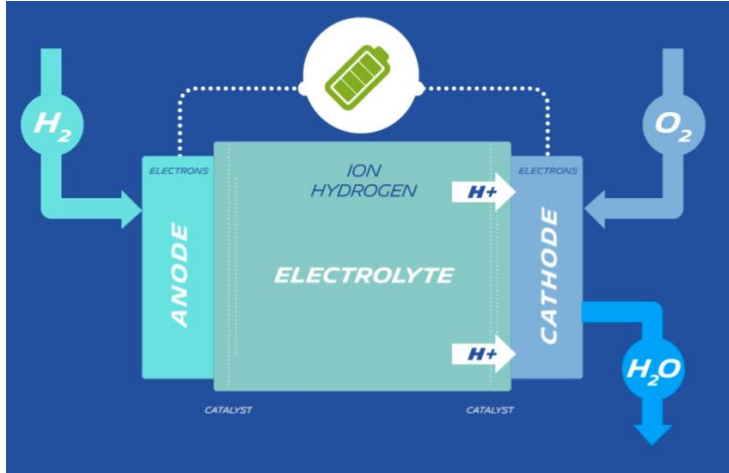 H2
O2
ELECTRONS
ION
HYDROGEN
ELECTRONS
H+
ANODE
ELECTROLYTE
CATHODE
H+
H2O
CATALYST
CATALYST